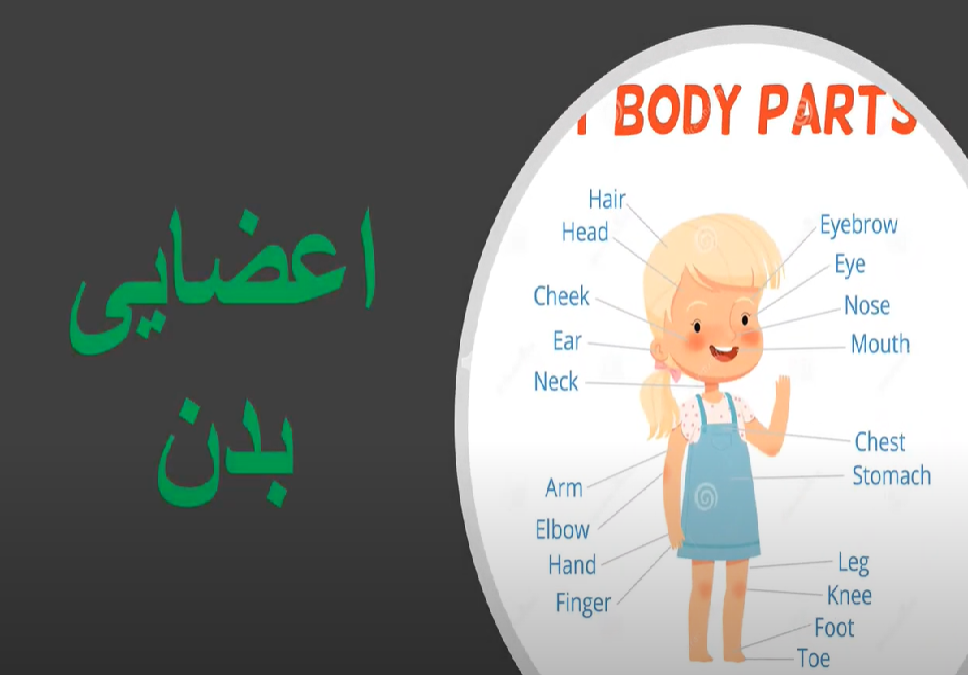 اعضایی
بدن
BODY PARTS
Hair
Head
Cheek
Ear
Neck
Arm
Elbow
Hand
Finger
Eyebrow
Eye
Nose
Mouth
Chest
Stomach
Leg
Knee
Foot
Toe